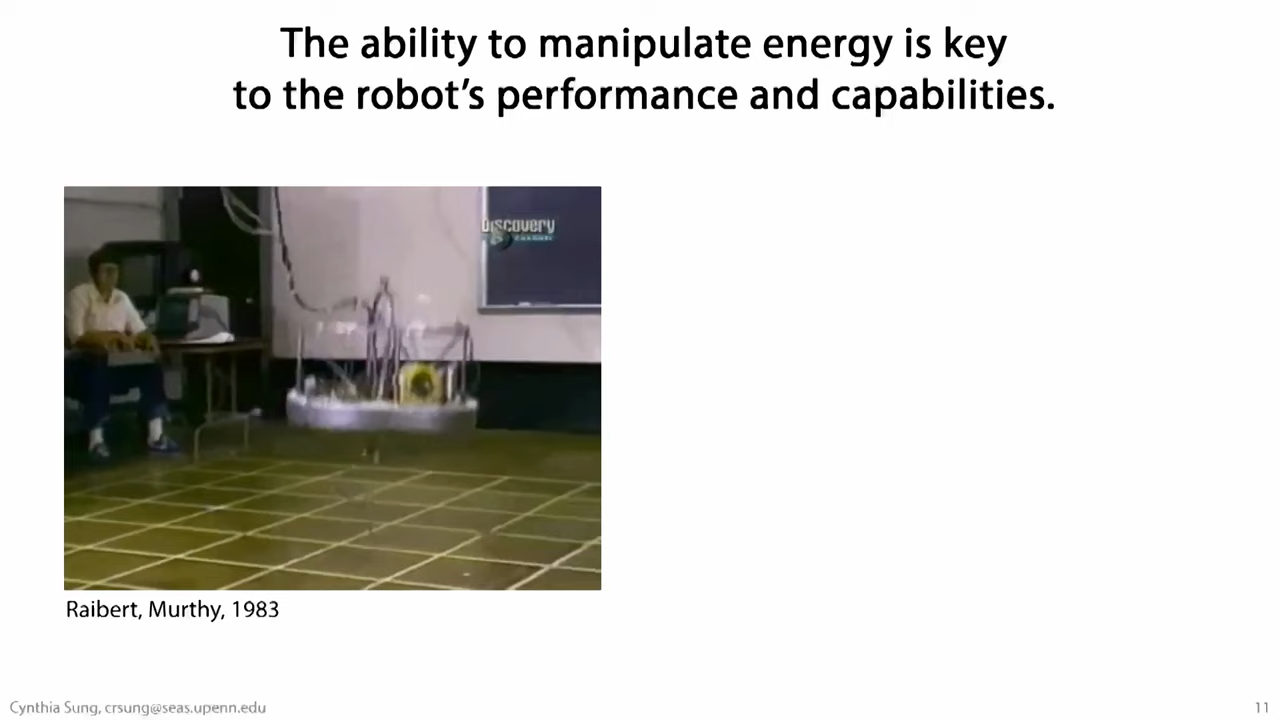 The ability to manipulate energy is key
to the robot's performance and capabilities.
Discovery
CHANNEL
Raibert, Murthy, 1983
Cynthia Sung, crsung@seas.upenn.edu
11